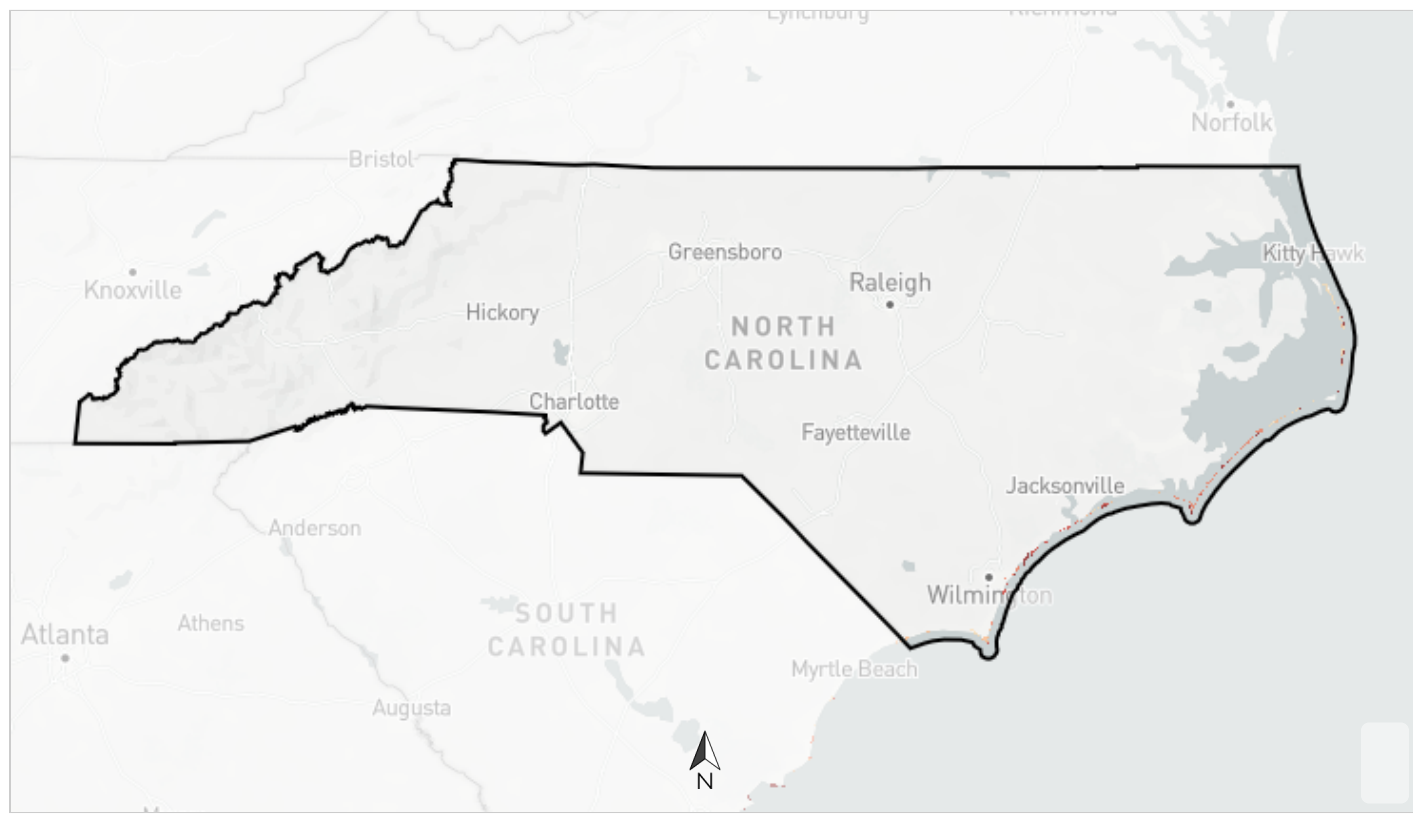 Lynchburg
Richmond
Norfolk
Bristol
Greensboro
Kitty Hawk
Knoxville
Raleigh
Hickory
NORTH
CAROLINA
Charlotte
Fayetteville
Jacksonville
Anderson
Wilmington
SOUTH
CAROLINA
Athens
Atlanta
Myrtle Beach
Augusta
N